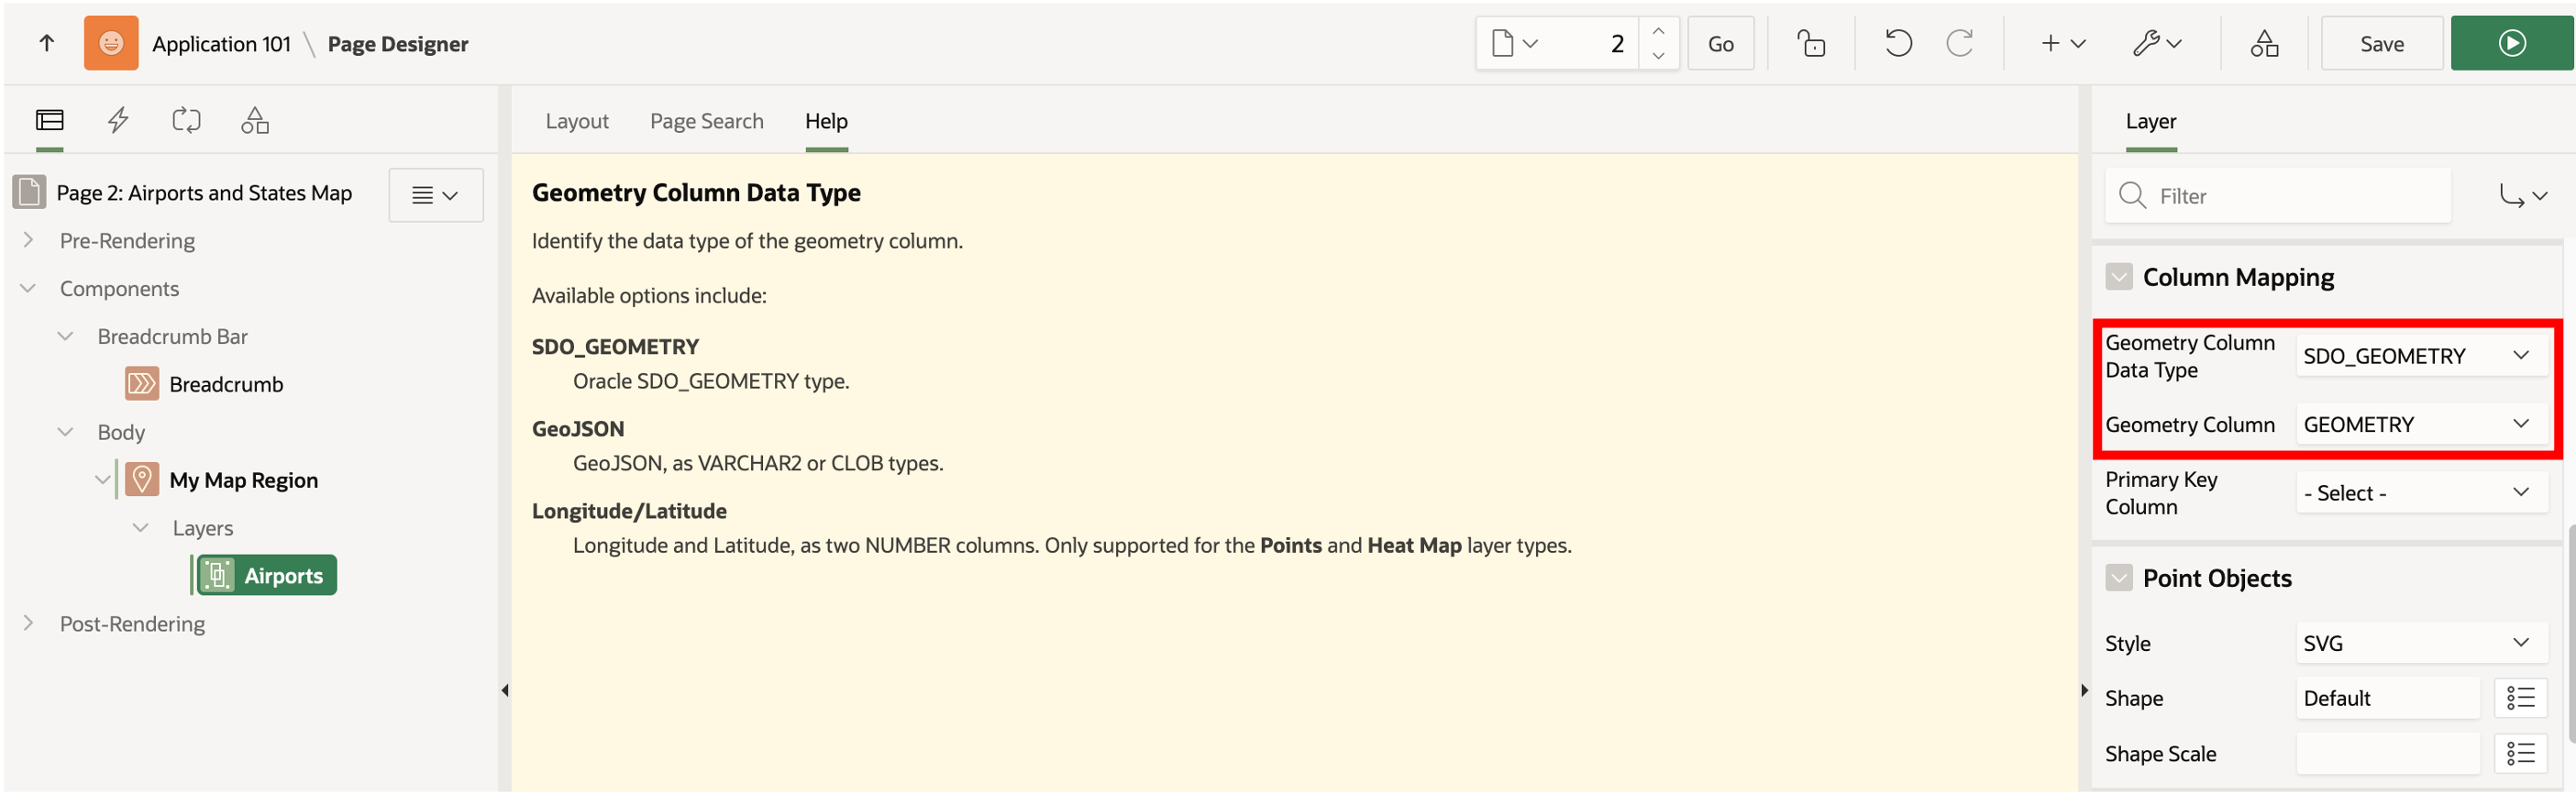 Application 101 \ Page Designer
2
Go
Save
Page 2: Airports and States Map
Pre-Rendering
Components
Breadcrumb Bar
Breadcrumb
Body
My Map Region
Layers
Airports
Post-Rendering
Layout Page Search Help
Geometry Column Data Type
Identify the data type of the geometry column.
Available options include:
SDO_GEOMETRY
Oracle SDO_GEOMETRY type.
GeoJSON
GeoJSON, as VARCHAR2 or CLOB types.
Longitude/Latitude
Longitude and Latitude, as two NUMBER columns. Only supported for the Points and Heat Map layer types.
Layer
Filter
Column Mapping
Geometry Column
Data Type
SDO_GEOMETRY
Geometry Column GEOMETRY
Primary Key
Column
- Select -
Point Objects
Style SVG
Shape Default
Shape Scale